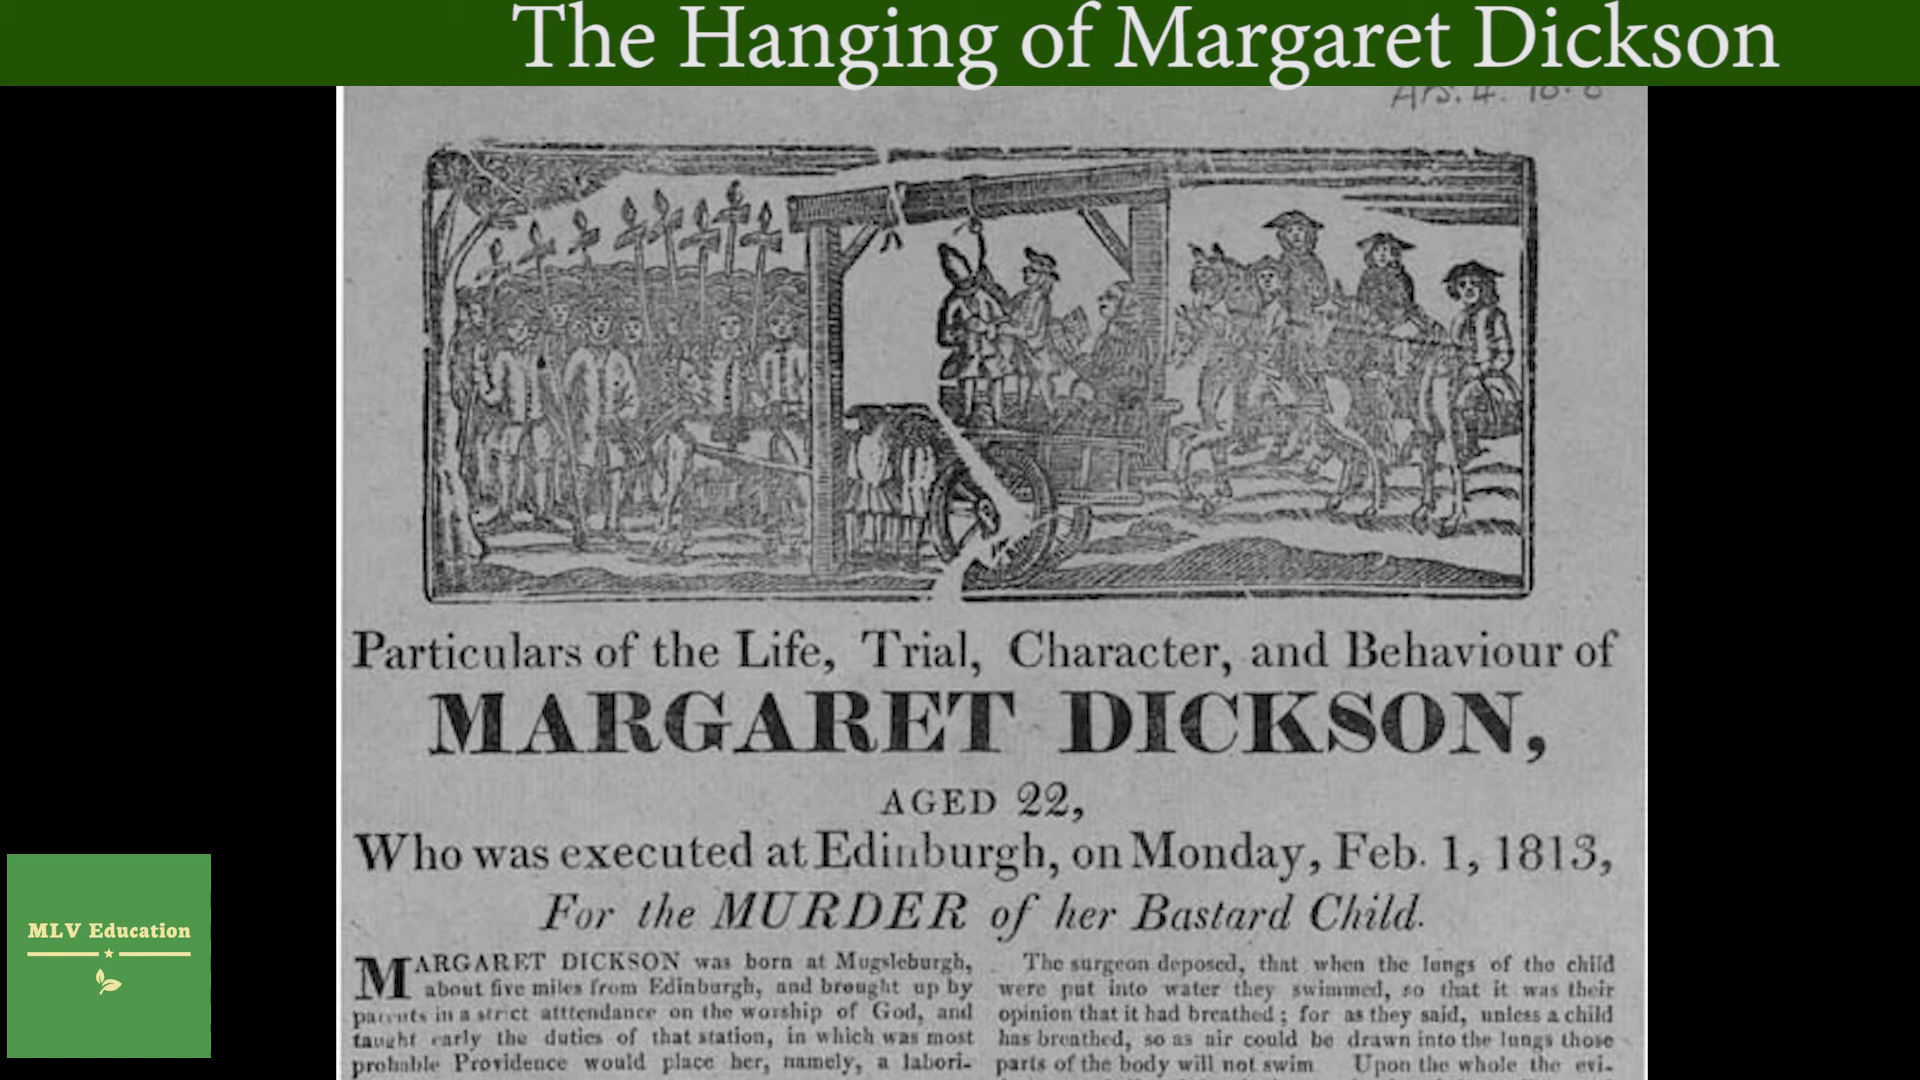 The Hanging of Margaret Dickson
Particulars of the Life, Trial, Character, and Behaviour of
MARGARET DICKSON,
AGED 22,
Who was executed at Edinburgh, on Monday, Feb. 1, 1813,
For the MURDER of her Bastard Child.
MARGARET DICKSON was born at Mugsleburgh,
about five miles from Edinburgh, and brought up by
parents in a strict atttendance on the worship of God, and
taught early the duties of that station, in which was most
probable Providence would place her, namely, a labori-
The surgeon deposed, that when the lungs of the child
were put into water they swimmed, so that it was their
opinion that it had breathed; for as they said, unless a child
has breathed, so as air could be drawn into the lungs those
parts of the body will not swim Upon the whole the evi-
MLV Education